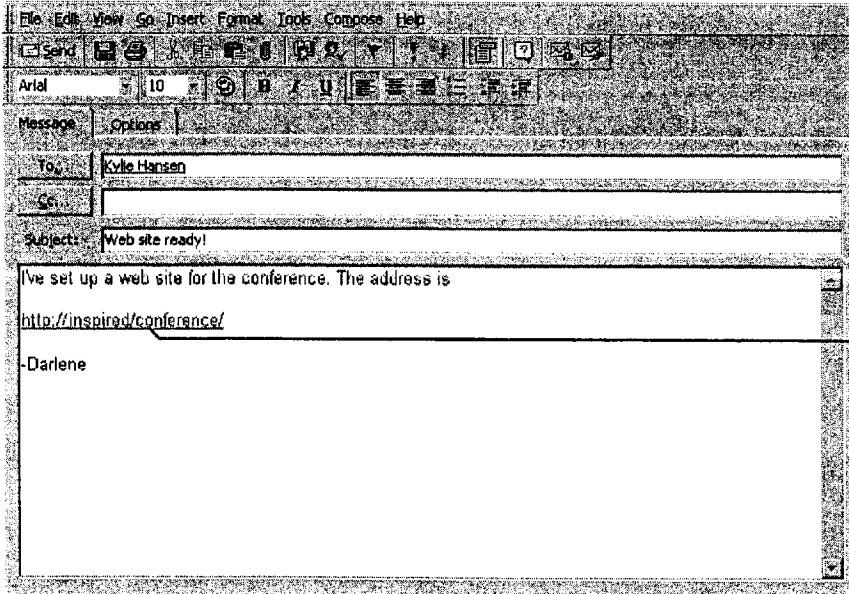 File Edit View Go Insert Format Tools Compose Help
Send
Arial 10 B I U
Message Options
To... Kylie Hansen
Cc...
Subject: Web site ready!
I've set up a web site for the conference. The address is
http://inspired/conference/
-Darlene